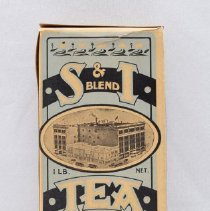 S & I
BLEND
1 LB. NET.
TEA